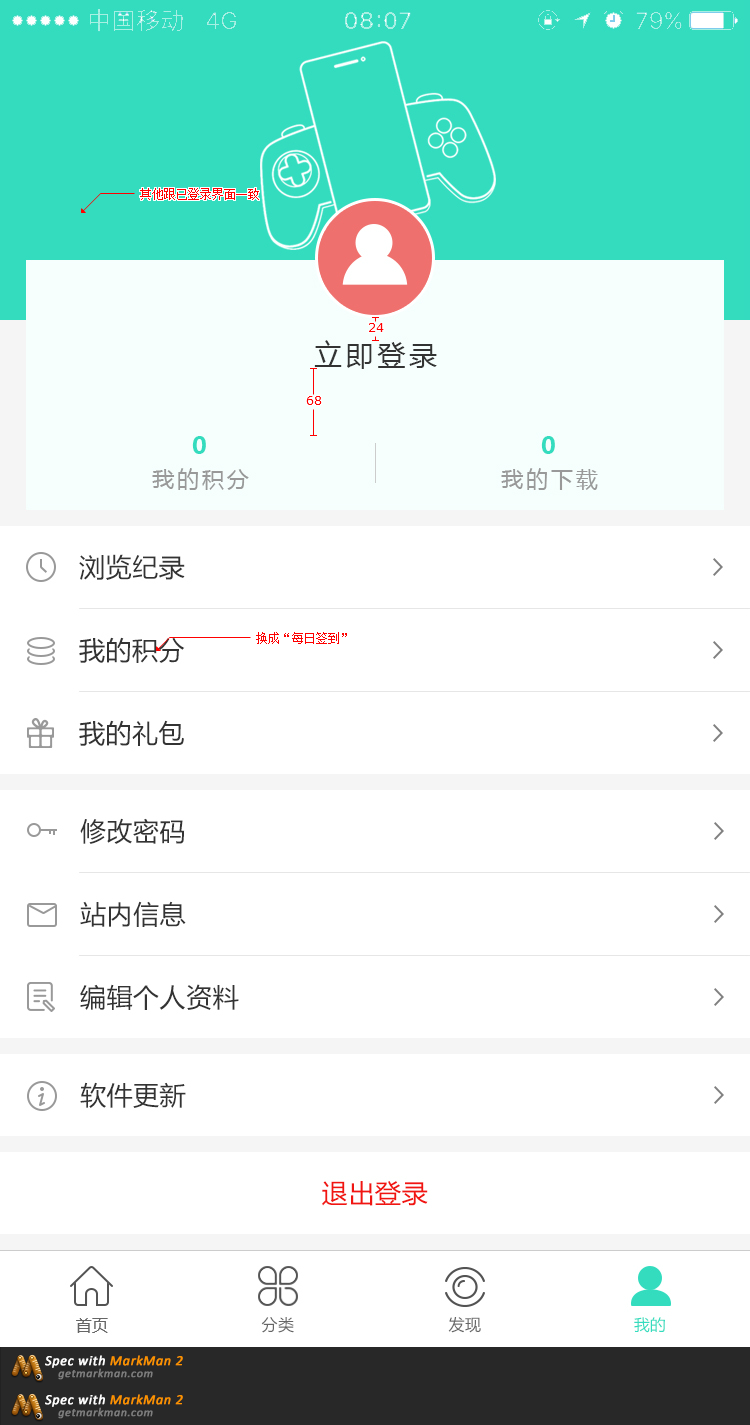 中国移动 4G 08:07 79%
其他跟已登录界面一致
24
立即登录
68
0 0
我的积分 我的下载
浏览纪录
我的积分 换成“每日签到”
我的礼包
修改密码
站内信息
编辑个人资料
软件更新
退出登录
首页 分类 发现 我的
Spec with MarkMan 2
getmarkman.com
Spec with MarkMan 2
getmarkman.com